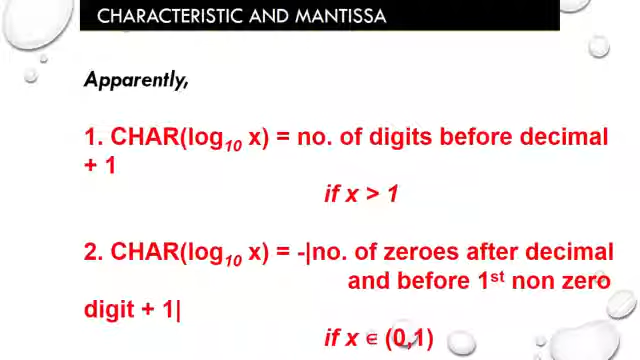 CHARACTERISTIC AND MANTISSA
Apparently,
1. CHAR(log₁₀ x) = no. of digits before decimal
+ 1
if x > 1
2. CHAR(log₁₀ x) = -|no. of zeroes after decimal
and before 1ˢᵗ non zero
digit + 1|
if x ∈ (0,1)